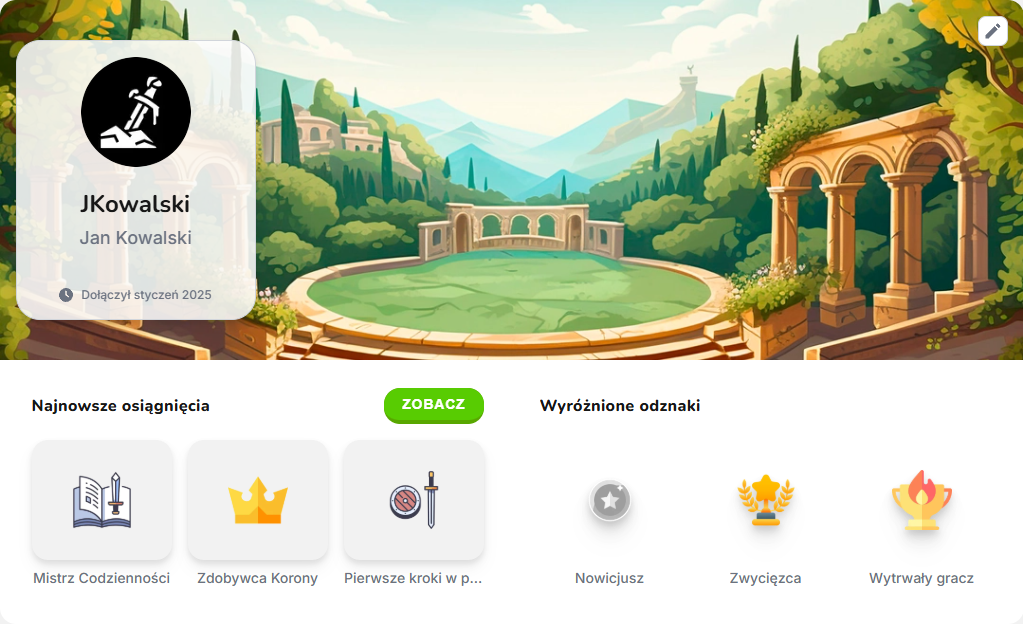 JKowalski
Jan Kowalski
Dołączył styczeń 2025
Najnowsze osiągnięcia
ZOBACZ
Wyróżnione odznaki
Mistrz Codzienności
Zdobywca Korony
Pierwsze kroki w p...
Nowicjusz
Zwycięzca
Wytrwały gracz